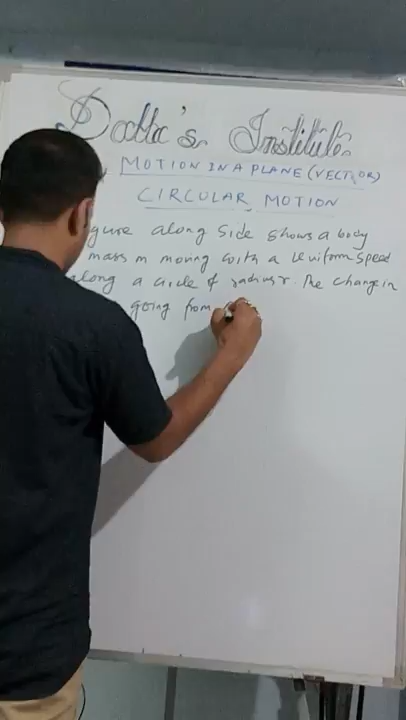 Dadhe's Institute
MOTION IN A PLANE (VECTOR)
CIRCULAR MOTION
gure along Side shows a body
mass m moving with a Uniform Speed
along a circle of radius r. The change in
going from